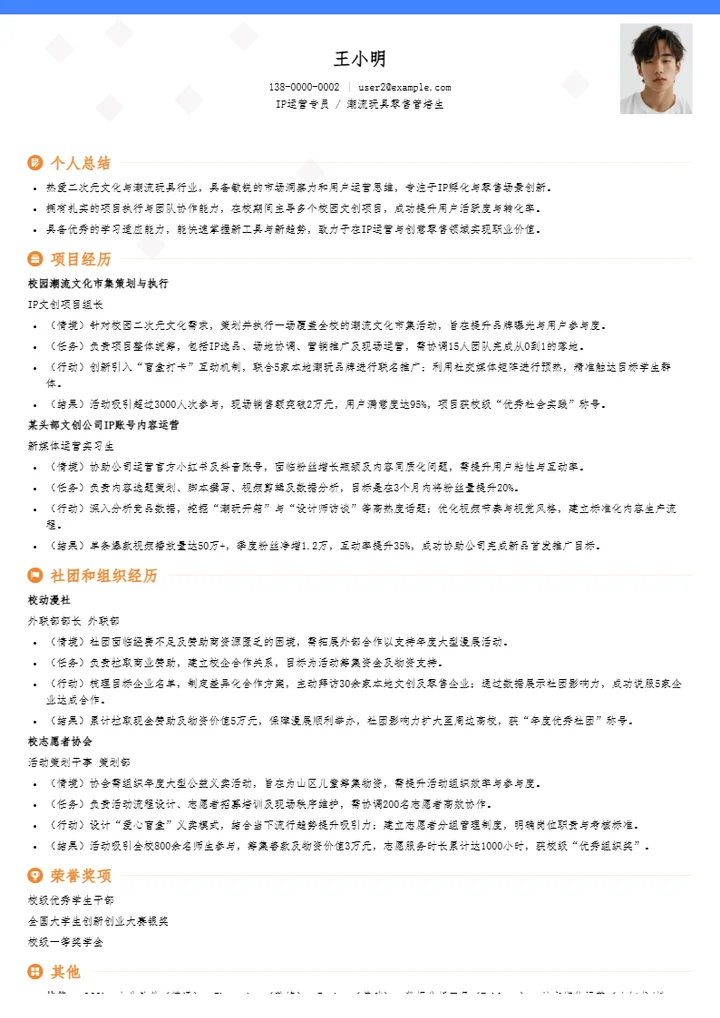 王小明
138-0000-0002 | user2@example.com
IP运营专员 / 潮流玩具零售管培生
个人总结
• 热爱二次元文化与潮流玩具行业，具备敏锐的市场洞察力和用户运营思维，专注于IP孵化与零售场景创新。
• 拥有扎实的项目执行与团队协作能力，在校期间主导多个校园文创项目，成功提升用户活跃度与转化率。
• 具备优秀的学习适应能力，能快速掌握新工具与新趋势，致力于在IP运营与创意零售领域实现职业价值。
项目经历
校园潮流文化市集策划与执行
IP文创项目组长
• （情境）针对校园二次元文化需求，策划并执行一场覆盖全校的潮流文化市集活动，旨在提升品牌曝光与用户参与度。
• （任务）负责项目整体统筹，包括IP选品、场地协调、营销推广及现场运营，需协调15人团队完成从0到1的落地。
• （行动）创新引入“盲盒打卡”互动机制，联合5家本地潮玩品牌进行联名推广；利用社交媒体矩阵进行预热，精准触达目标学生群
体。
• （结果）活动吸引超过3000人次参与，现场销售额突破2万元，用户满意度达95%，项目获校级“优秀社会实践”称号。
某头部文创公司IP账号内容运营
新媒体运营实习生
• （情境）协助公司运营官方小红书及抖音账号，面临粉丝增长瓶颈及内容同质化问题，需提升用户粘性与互动率。
• （任务）负责内容选题策划、脚本撰写、视频剪辑及数据分析，目标是在3个月内将粉丝量提升20%。
• （行动）深入分析竞品数据，挖掘“潮玩开箱”与“设计师访谈”等高热度话题；优化视频节奏与视觉风格，建立标准化内容生产流
程。
• （结果）单条爆款视频播放量达50万+，季度粉丝净增1.2万，互动率提升35%，成功协助公司完成新品首发推广目标。
社团和组织经历
校动漫社
外联部部长 外联部
• （情境）社团面临经费不足及赞助商资源匮乏的困境，需拓展外部合作以支持年度大型漫展活动。
• （任务）负责拉取商业赞助，建立校企合作关系，目标为活动筹集资金及物资支持。
• （行动）梳理目标企业名单，制定差异化合作方案，主动拜访30余家本地文创及零售企业；通过数据展示社团影响力，成功说服5家企
业达成合作。
• （结果）累计拉取现金赞助及物资价值5万元，保障漫展顺利举办，社团影响力扩大至周边高校，获“年度优秀社团”称号。
校志愿者协会
活动策划干事 策划部
• （情境）协会需组织年度大型公益义卖活动，旨在为山区儿童筹集物资，需提升活动组织效率与参与度。
• （任务）负责活动流程设计、志愿者招募培训及现场秩序维护，需协调200名志愿者高效协作。
• （行动）设计“爱心盲盒”义卖模式，结合当下流行趋势提升吸引力；建立志愿者分组管理制度，明确岗位职责与考核标准。
• （结果）活动吸引全校800余名师生参与，筹集善款及物资价值3万元，志愿服务时长累计达1000小时，获校级“优秀组织奖”。
荣誉奖项
校级优秀学生干部
全国大学生创新创业大赛银奖
校级一等奖学金
其他